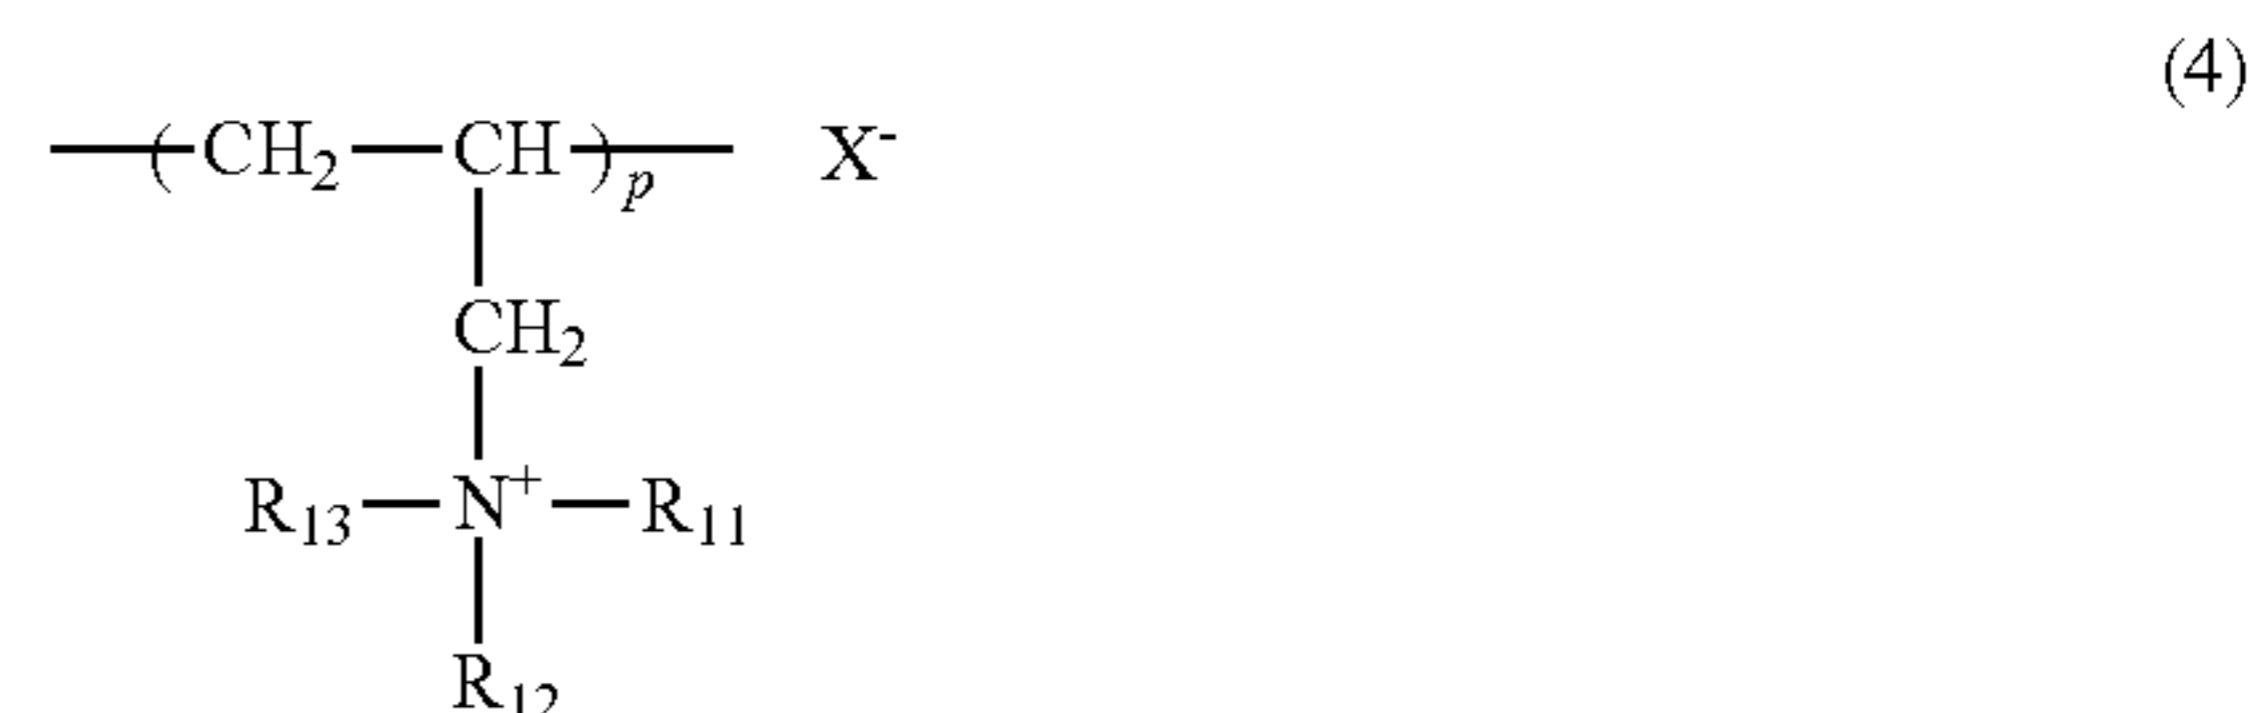 (4)
—(CH₂—CH)ₚ— X⁻
CH₂
R₁₃—N⁺—R₁₁
R₁₂